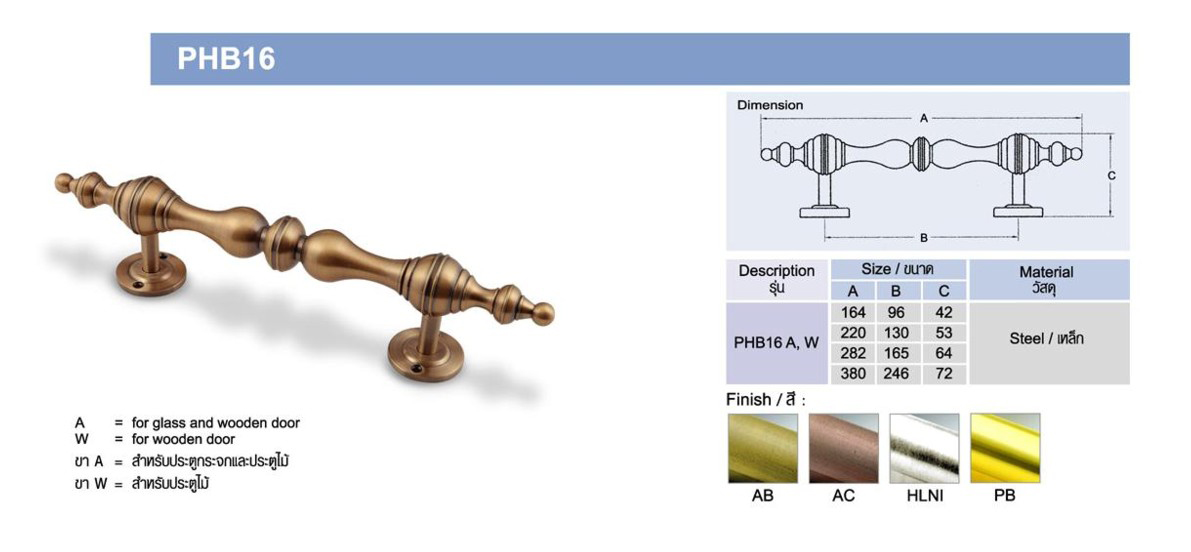 PHB16
Dimension
A
C
B
Description
รุ่น
Size / ขนาด
Material
วัสดุ
A B C
PHB16 A, W
164 96 42
220 130 53
282 165 64
380 246 72
Steel / เหล็ก
Finish / สี :
AB AC HLNI PB
A = for glass and wooden door
W = for wooden door
ขา A = สำหรับประตูกระจกและประตูไม้
ขา W = สำหรับประตูไม้